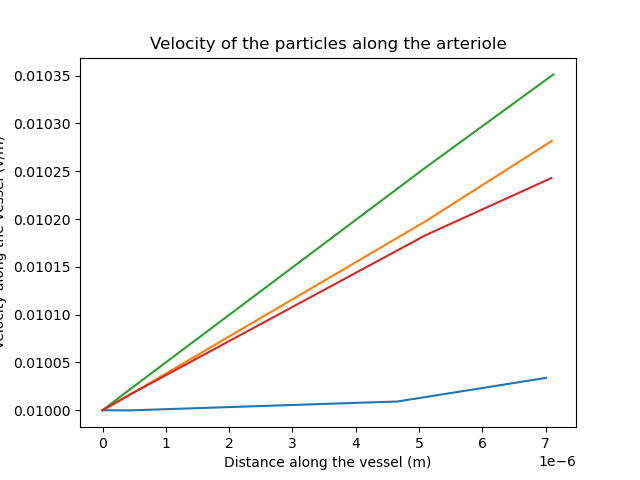 Velocity of the particles along the arteriole
0.01035
0.01030
0.01025
0.01020
0.01015
0.01010
0.01005
0.01000
along the vessel (v/m)
0 1 2 3 4 5 6 7
1e−6
Distance along the vessel (m)